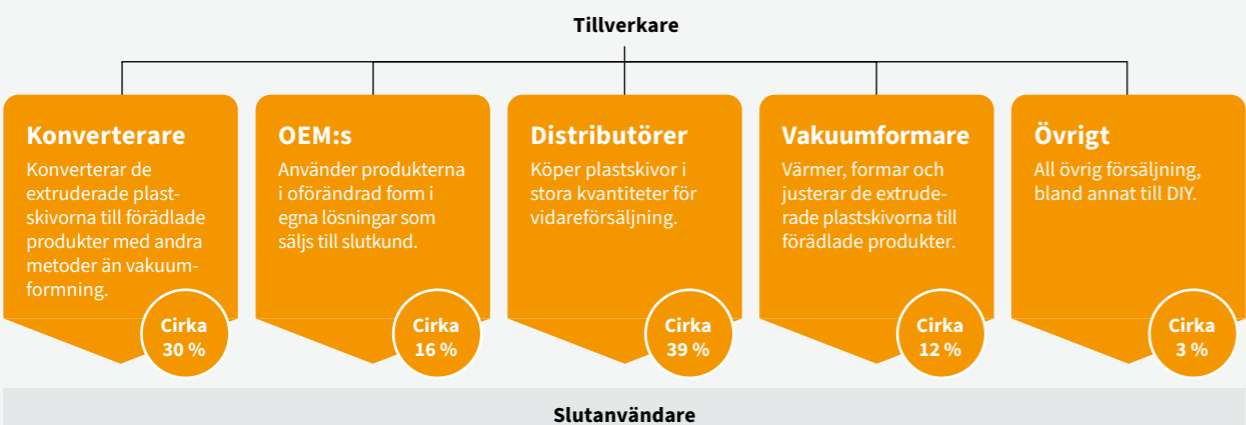 Tillverkare
Konverterare
Konverterar de
extruderade plast-
skivorna till förädlade
produkter med andra
metoder än vakuum-
formning.
Cirka
30 %
OEM:s
Använder produkterna
i oförändrad form i
egna lösningar som
säljs till slutkund.
Cirka
16 %
Distributörer
Köper plastskivor i
stora kvantiteter för
vidareförsäljning.
Cirka
39 %
Vakuumformare
Värmer, formar och
justerar de extrude-
rade plastskivorna till
förädlade produkter.
Cirka
12 %
Övrigt
All övrig försäljning,
bland annat till DIY.
Cirka
3 %
Slutanvändare